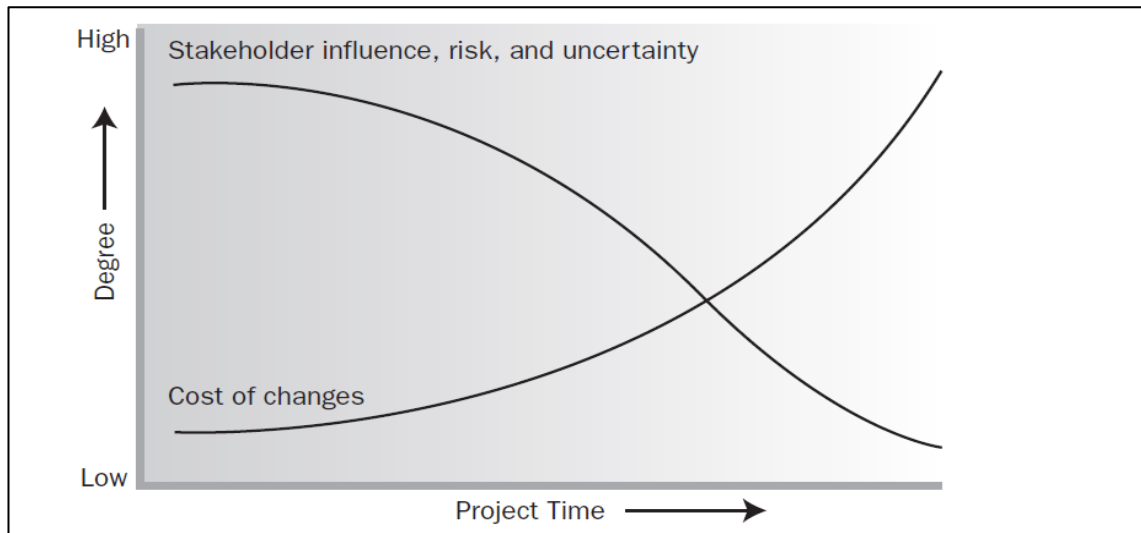 High
Stakeholder influence, risk, and uncertainty
Degree
Cost of changes
Low
Project Time